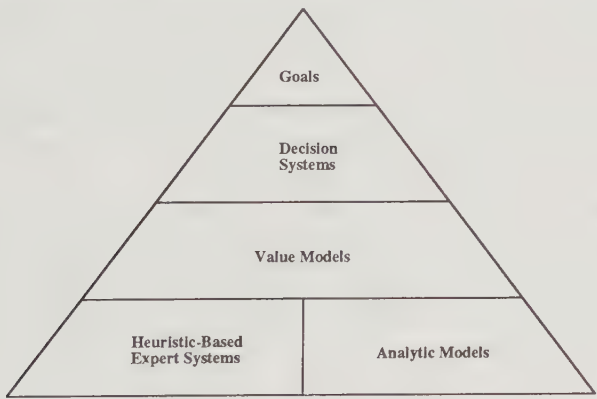 Goals
Decision
Systems
Value Models
Heuristic-Based
Expert Systems
Analytic Models